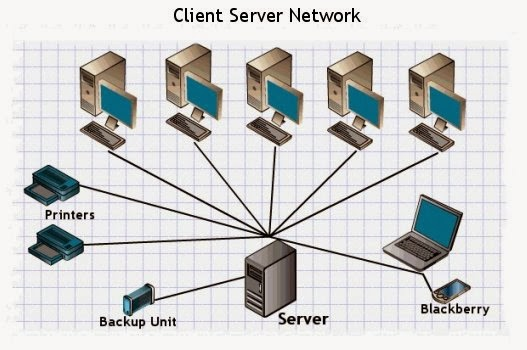 Client Server Network
Printers
Backup Unit
Server
Blackberry